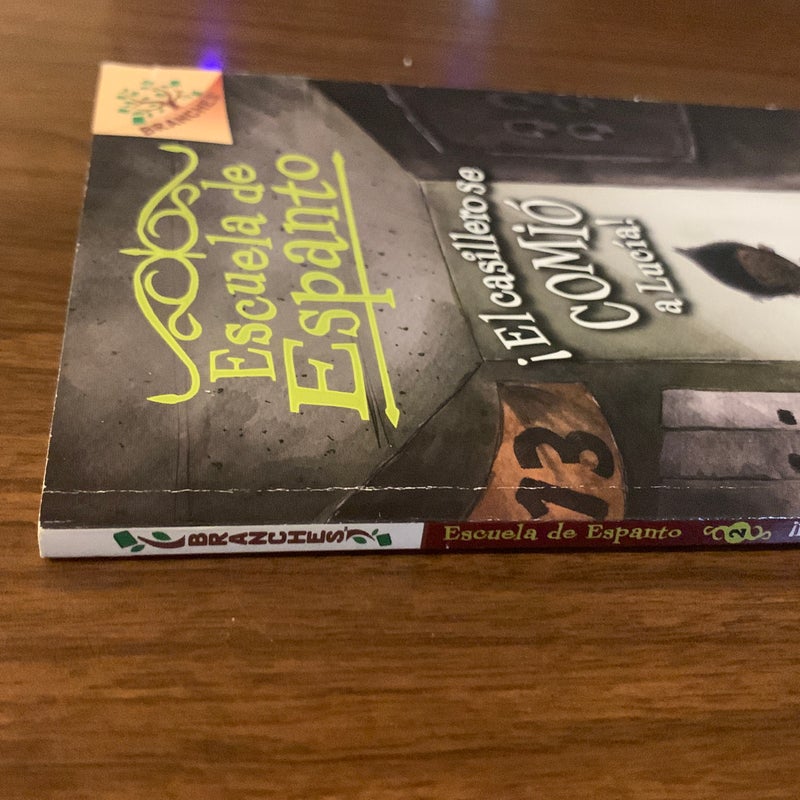 BRANCHES
Escuela de
Espanto
¡El casillero se
COMIÓ
a Lucía!
13
BRANCHES
Escuela de Espanto
2